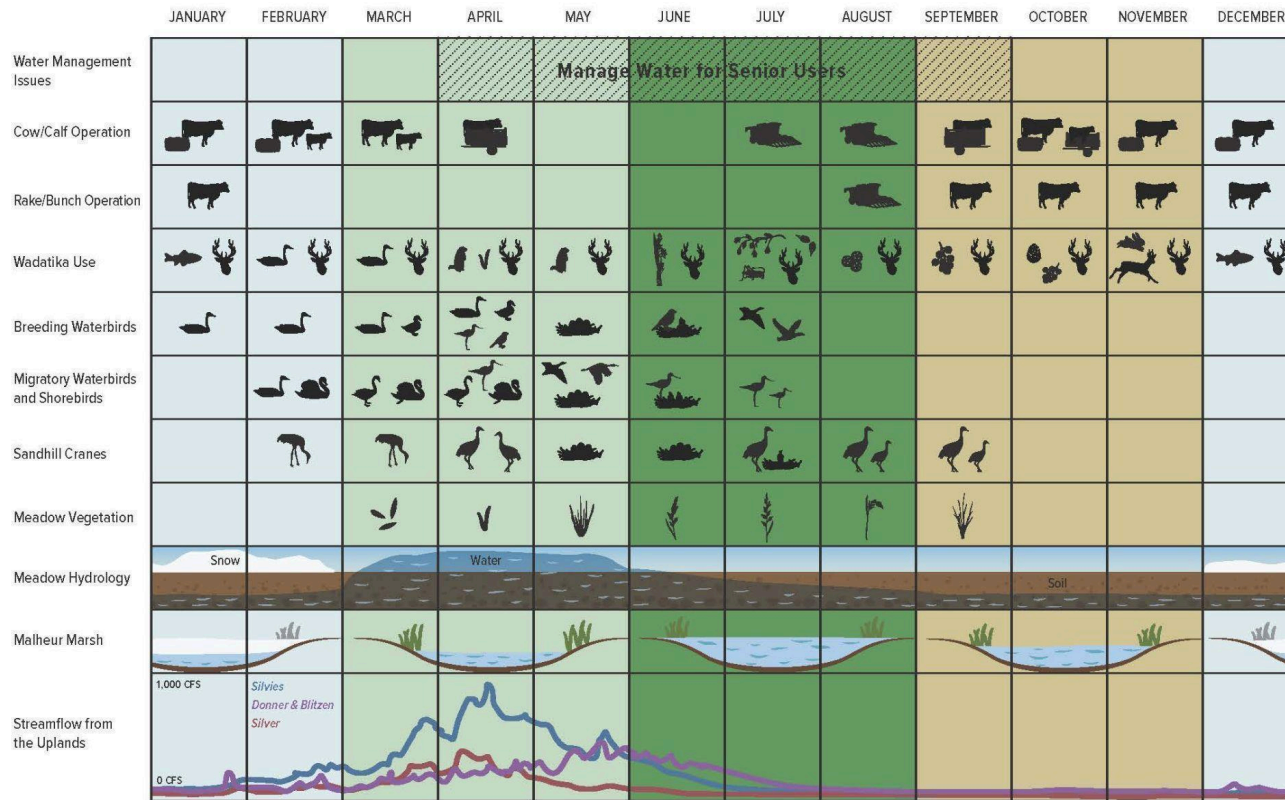 JANUARY FEBRUARY MARCH APRIL MAY JUNE JULY AUGUST SEPTEMBER OCTOBER NOVEMBER DECEMBER
Water Management
Issues
Manage Water for Senior Users
Cow/Calf Operation
Rake/Bunch Operation
Wadatika Use
Breeding Waterbirds
Migratory Waterbirds
and Shorebirds
Sandhill Cranes
Meadow Vegetation
Meadow Hydrology
Snow
Water
Soil
Malheur Marsh
Streamflow from
the Uplands
1,000 CFS
Silvies
Donner & Blitzen
Silver
0 CFS